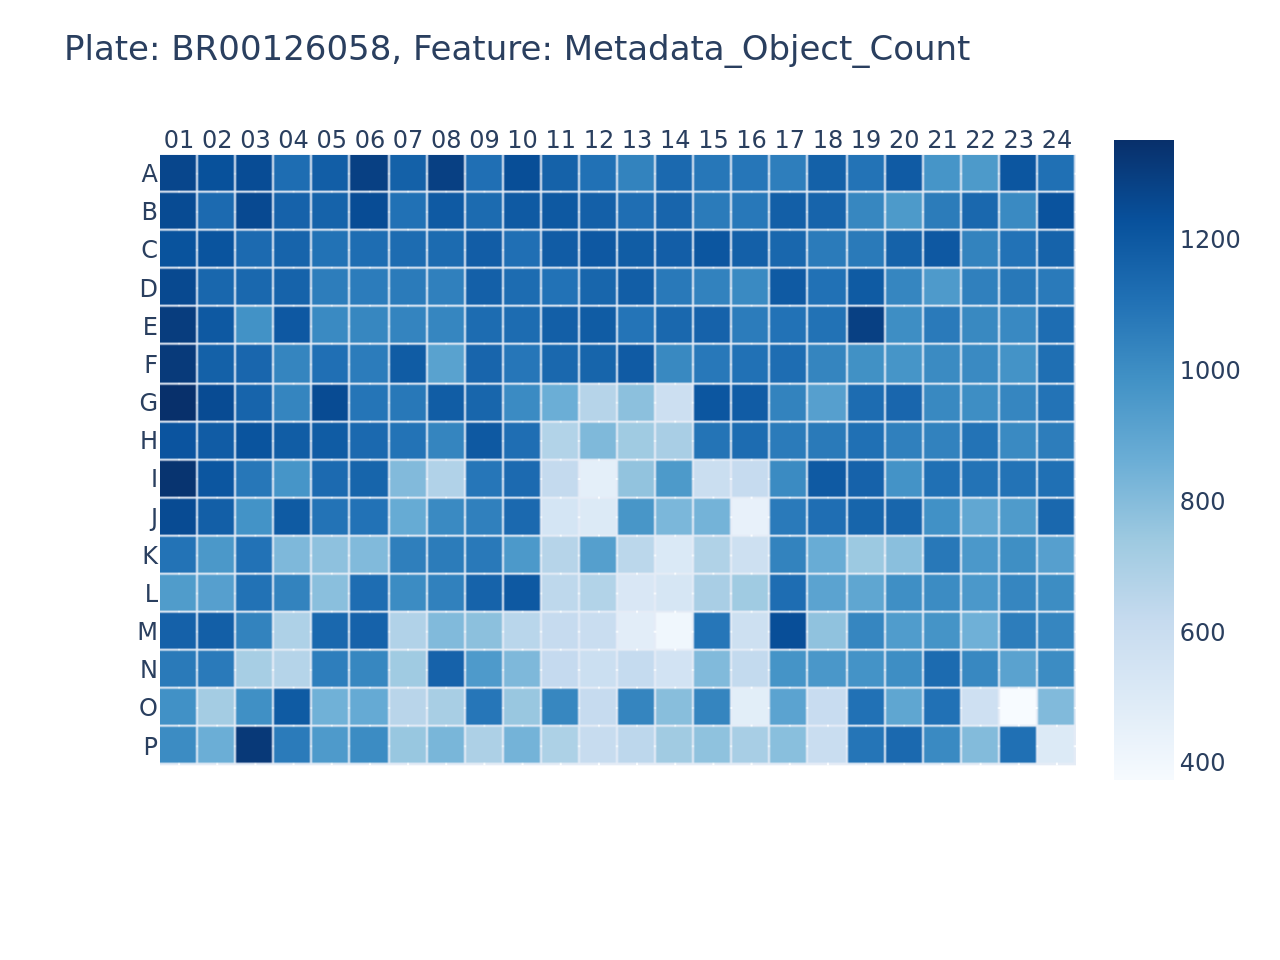 Plate: BR00126058, Feature: Metadata_Object_Count
01 02 03 04 05 06 07 08 09 10 11 12 13 14 15 16 17 18 19 20 21 22 23 24
A
B
C
D
E
F
G
H
I
J
K
L
M
N
O
P
1200
1000
800
600
400